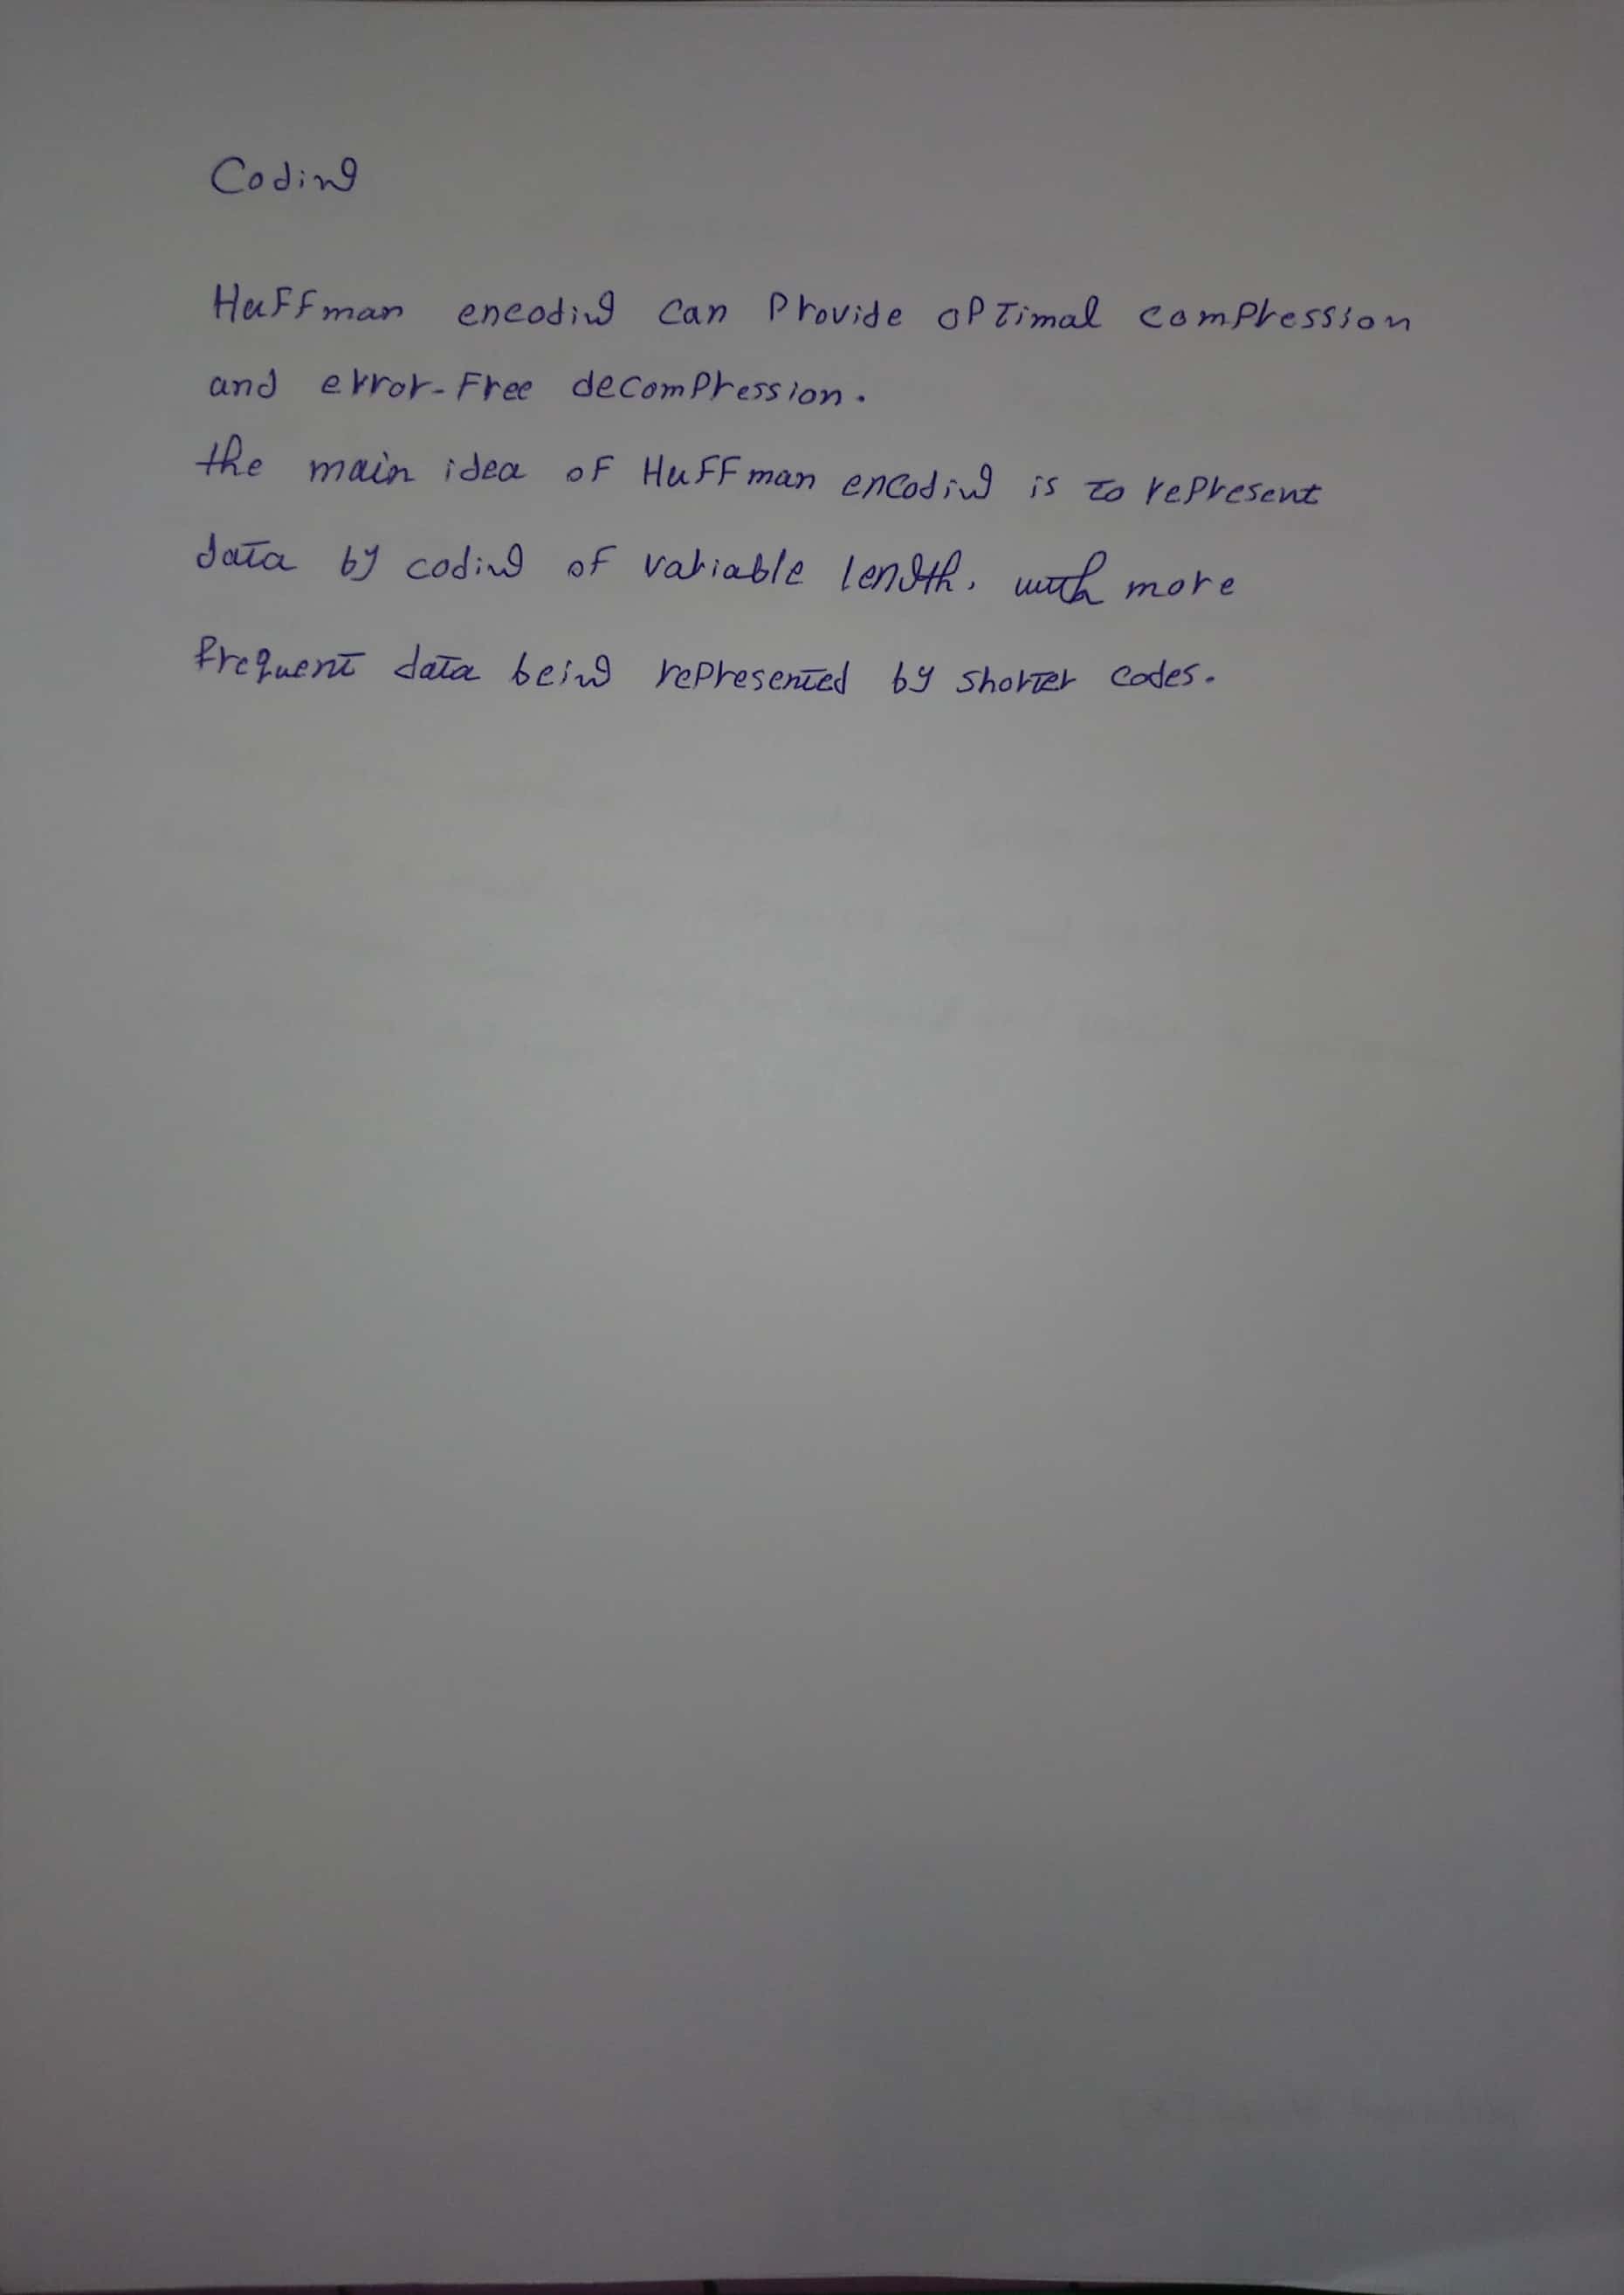 Coding
Huffman encoding can Provide optimal compression
and error-Free decompression.
the main idea of Huffman encoding is to represent
data by coding of variable length, with more
frequent data being represented by shorter codes.